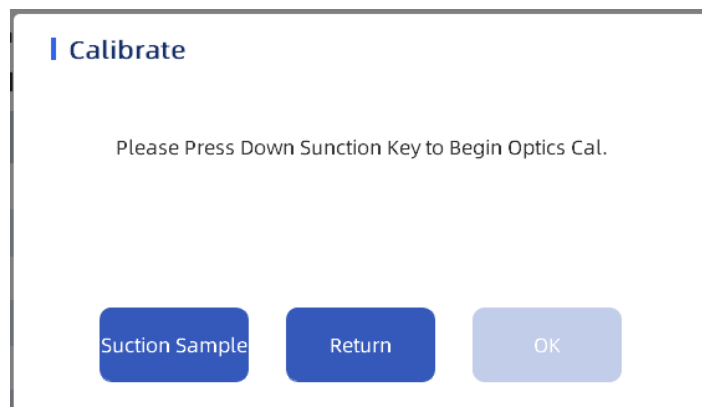 Calibrate
Please Press Down Sunction Key to Begin Optics Cal.
Suction Sample
Return
OK